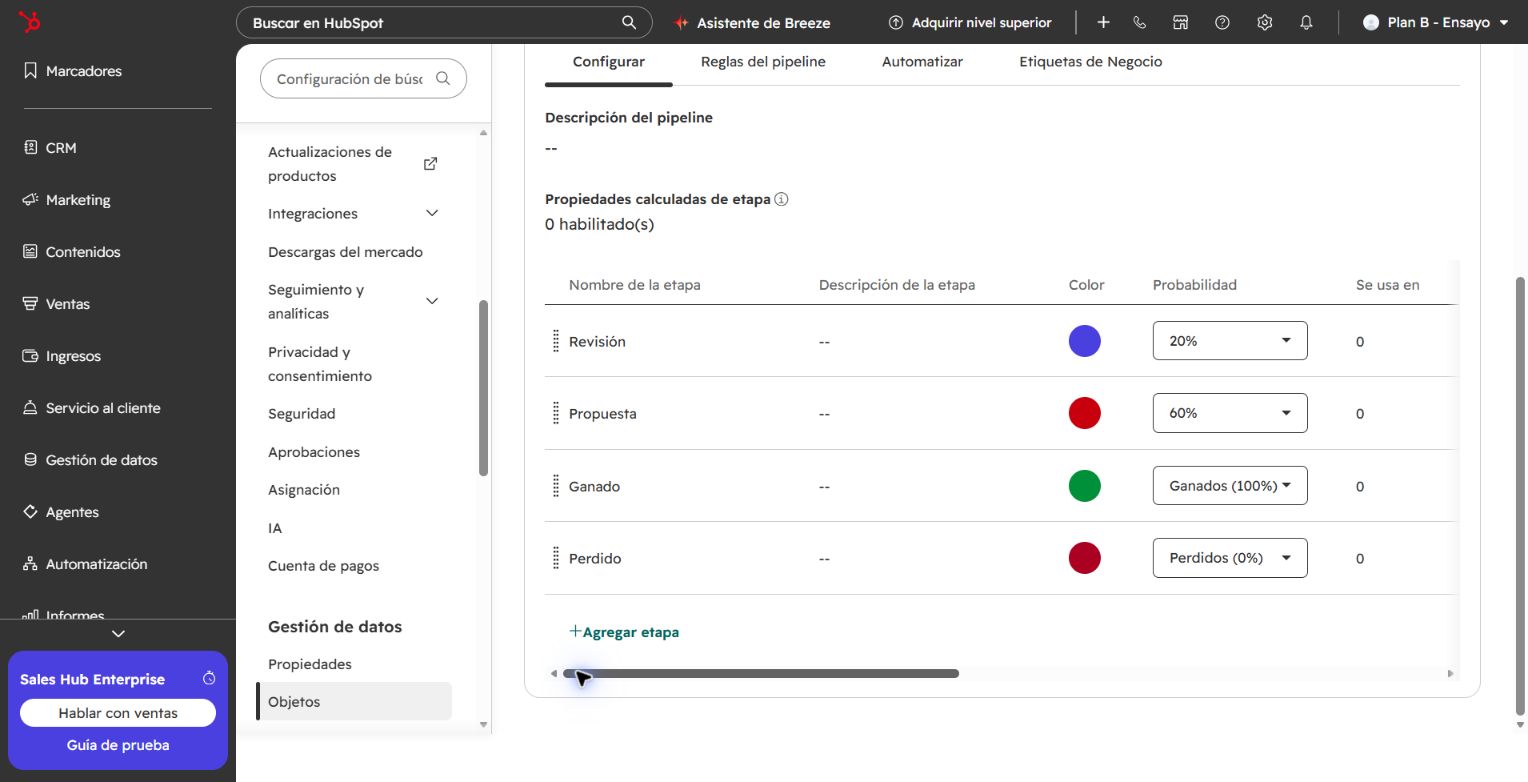 Buscar en HubSpot
Asistente de Breeze
Adquirir nivel superior
Plan B - Ensayo
Marcadores
CRM
Marketing
Contenidos
Ventas
Ingresos
Servicio al cliente
Gestión de datos
Agentes
Automatización
Informes
Sales Hub Enterprise
Hablar con ventas
Guía de prueba
Configuración de búsc
Actualizaciones de
productos
Integraciones
Descargas del mercado
Seguimiento y
analíticas
Privacidad y
consentimiento
Seguridad
Aprobaciones
Asignación
IA
Cuenta de pagos
Gestión de datos
Propiedades
Objetos
Configurar Reglas del pipeline Automatizar Etiquetas de Negocio
Descripción del pipeline
--
Propiedades calculadas de etapa
0 habilitado(s)
Nombre de la etapa Descripción de la etapa Color Probabilidad Se usa en
Revisión -- 20% 0
Propuesta -- 60% 0
Ganado -- Ganados (100%) 0
Perdido -- Perdidos (0%) 0
+Agregar etapa